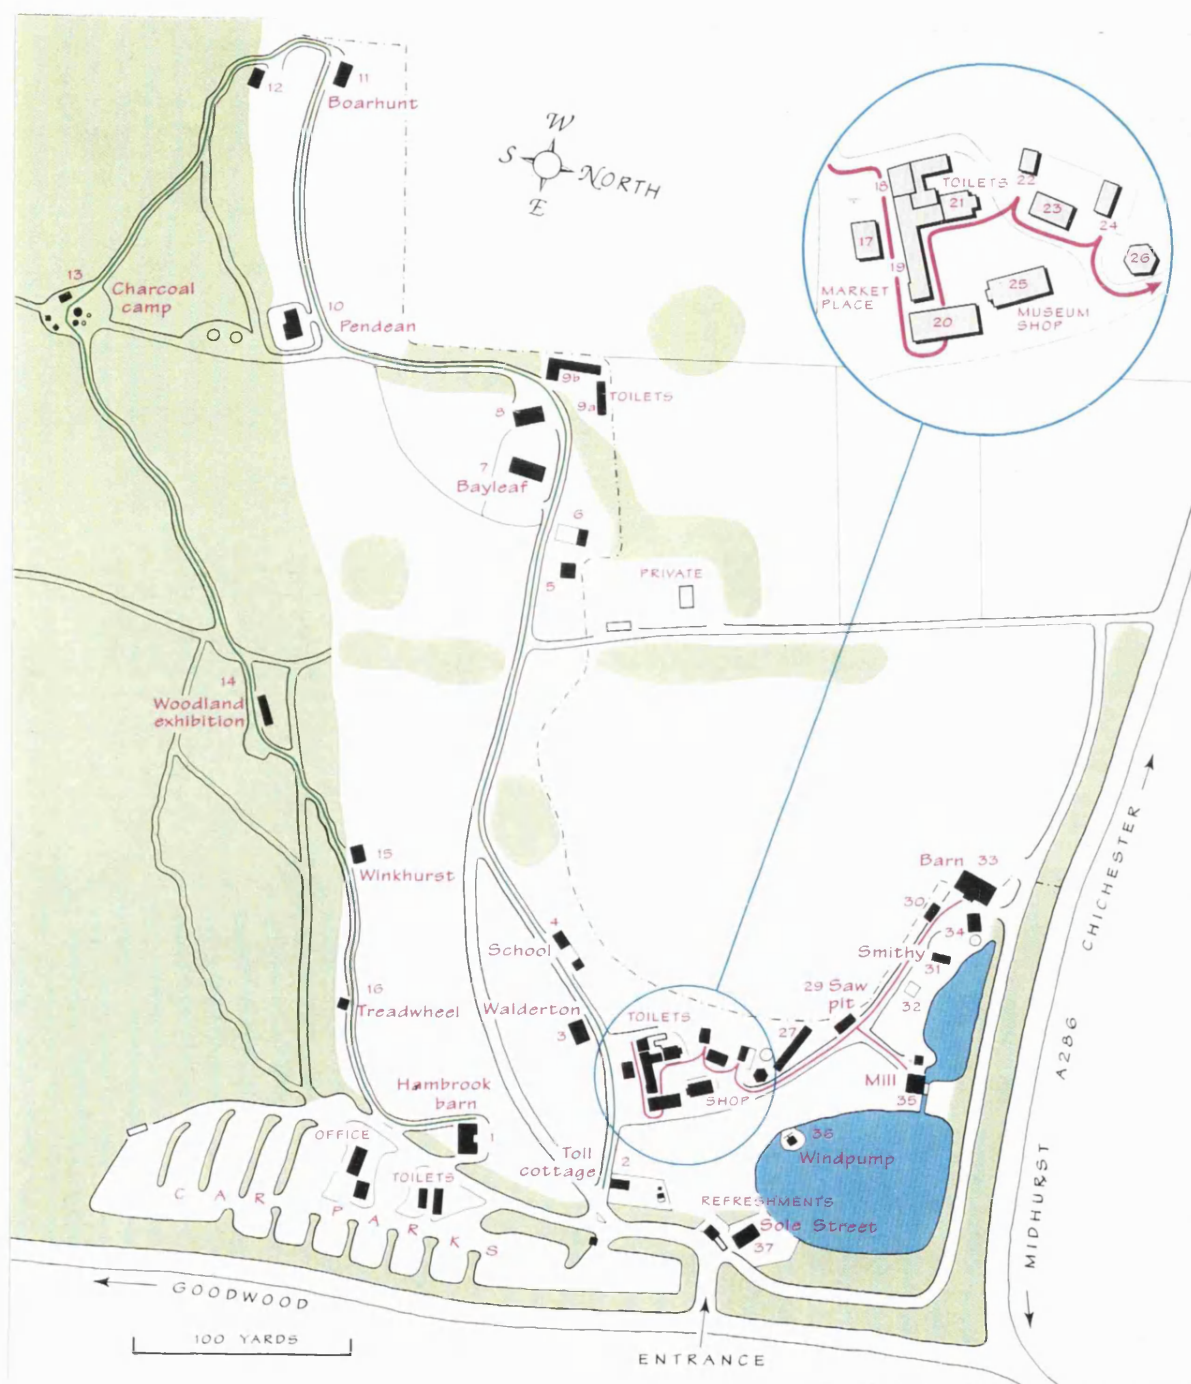 12
11
Boarhunt
W
S
NORTH
E
13
Charcoal
camp
10
Pendean
18
TOILETS
22
21
23
24
17
26
19
25
MARKET
PLACE
20
MUSEUM
SHOP
9b
9a
TOILETS
8
7
Bayleaf
6
5
PRIVATE
14
Woodland
exhibition
CHICHESTER
15
Winkhurst
Barn 33
30
34
4
School
Smithy
31
32
29 Saw
pit
16
Treadwheel
Walderton
3
TOILETS
27
A286
SHOP
Mill
35
Hambrook
barn
1
OFFICE
TOILETS
Toll
cottage
2
36
Windpump
REFRESHMENTS
Sole Street
37
CAR PARKS
MIDHURST
GOODWOOD
100 YARDS
ENTRANCE